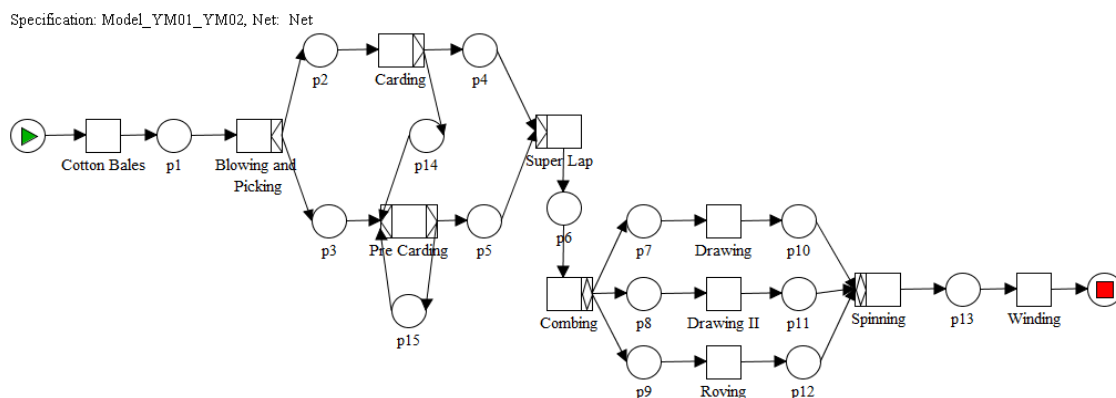 Specification: Model_YM01_YM02, Net: Net
p2
Carding
p4
Cotton Bales
p1
Blowing and
Picking
p14
Super Lap
p3
Pre Carding
p5
p6
p7
Drawing
p10
p15
Combing
p8
Drawing II
p11
Spinning
p13
Winding
p9
Roving
p12